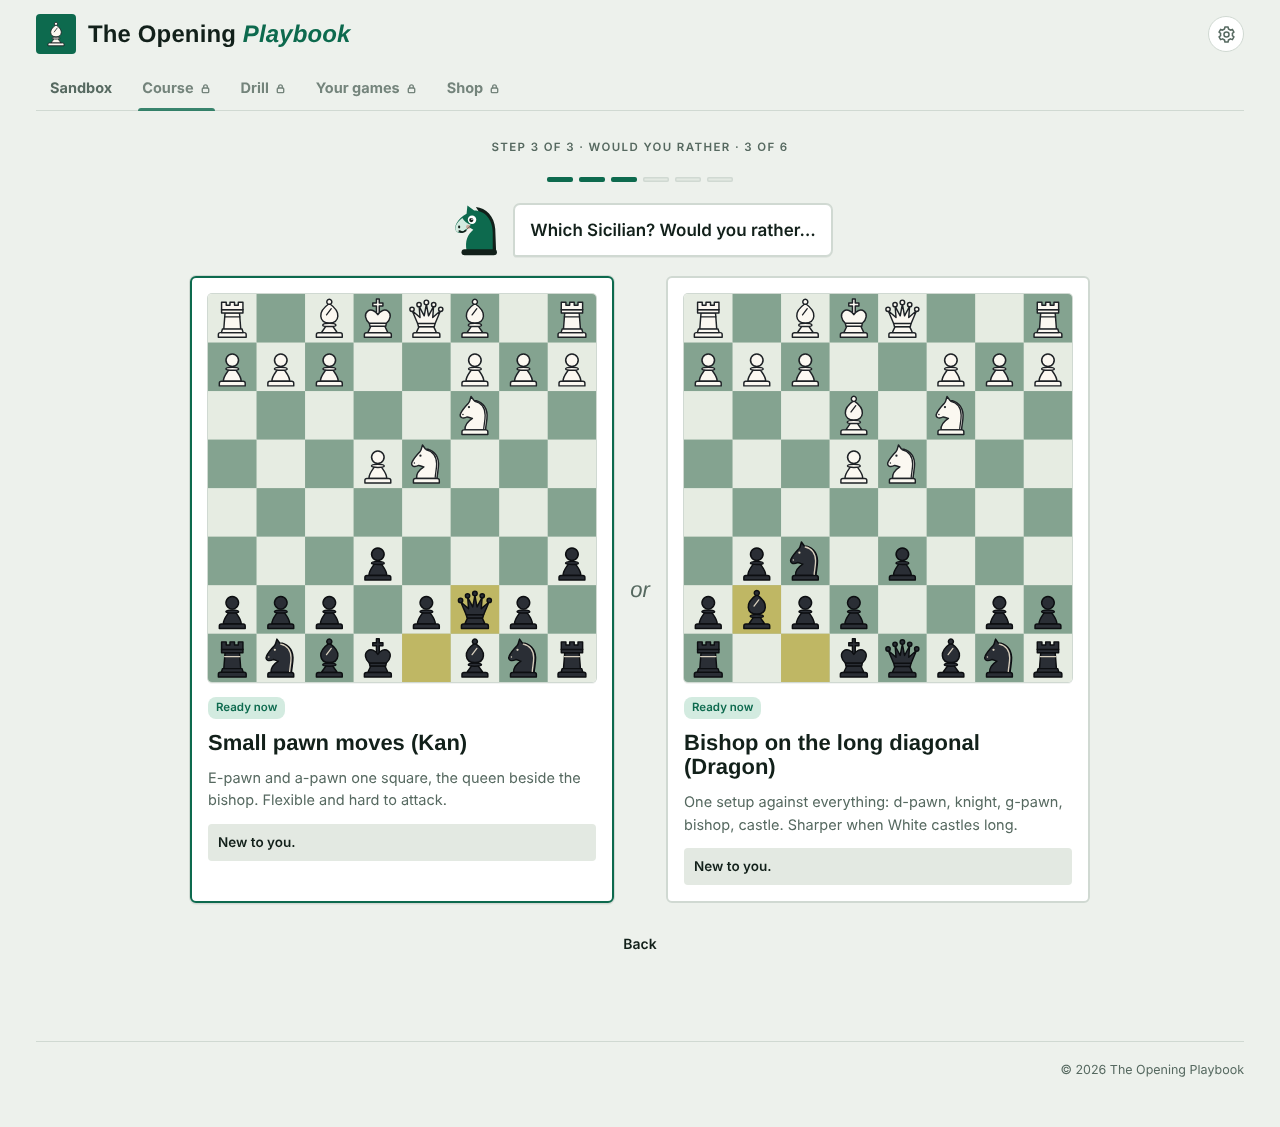 The Opening Playbook
Sandbox Course Drill Your games Shop
STEP 3 OF 3 · WOULD YOU RATHER · 3 OF 6
Which Sicilian? Would you rather...
Ready now
Small pawn moves (Kan)
E-pawn and a-pawn one square, the queen beside the
bishop. Flexible and hard to attack.
New to you.
or
Ready now
Bishop on the long diagonal
(Dragon)
One setup against everything: d-pawn, knight, g-pawn,
bishop, castle. Sharper when White castles long.
New to you.
Back
© 2026 The Opening Playbook